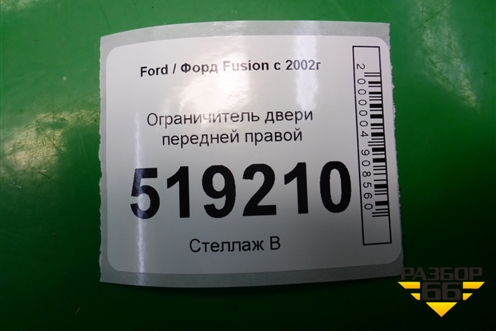 Ford / Форд Fusion с 2002г
Ограничитель двери
передней правой
519210
Стеллаж В
2000004908560
РАЗБОР
66